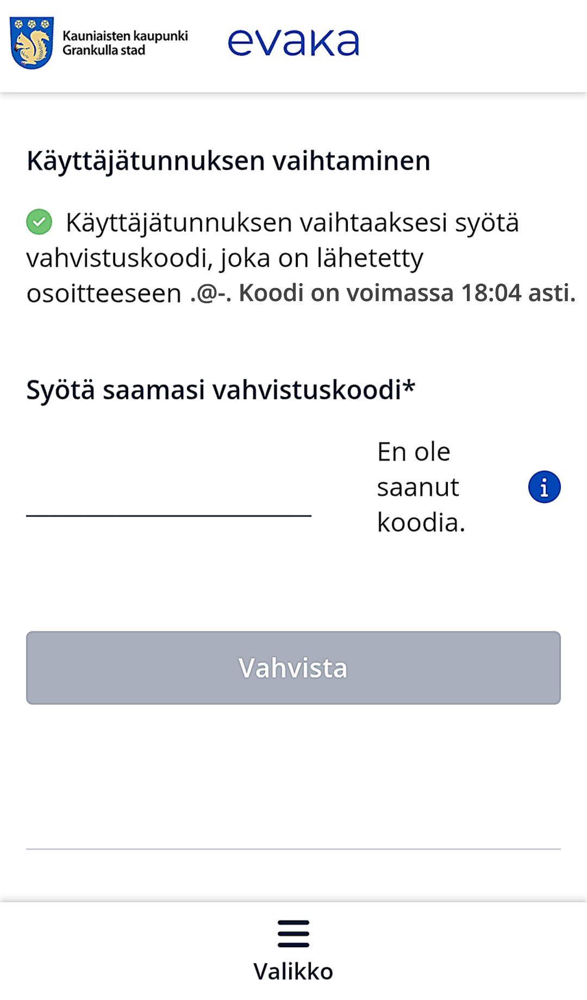 Kauniaisten kaupunki
Grankulla stad
evaka
Käyttäjätunnuksen vaihtaminen
Käyttäjätunnuksen vaihtaaksesi syötä
vahvistuskoodi, joka on lähetetty
osoitteeseen .@-. Koodi on voimassa 18:04 asti.
Syötä saamasi vahvistuskoodi*
En ole
saanut
koodia.
Vahvista
Valikko